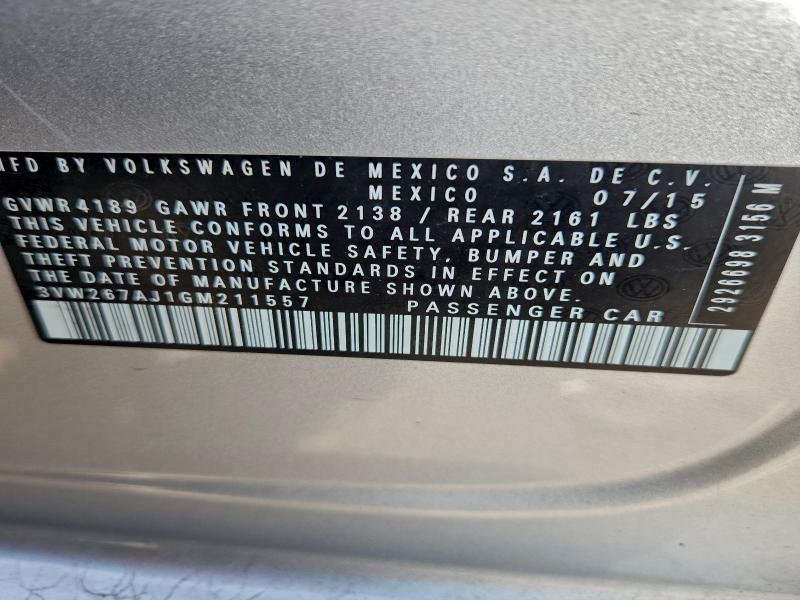 MFD BY VOLKSWAGEN DE MEXICO S.A. DE C.V.
MEXICO 07/15
GVWR4189 GAWR FRONT 2138 / REAR 2161 LBS
THIS VEHICLE CONFORMS TO ALL APPLICABLE U.S.
FEDERAL MOTOR VEHICLE SAFETY, BUMPER AND
THEFT PREVENTION STANDARDS IN EFFECT ON
THE DATE OF MANUFACTURE SHOWN ABOVE.
3VW267AJ1GM211557 PASSENGER CAR
2926698 3156 M